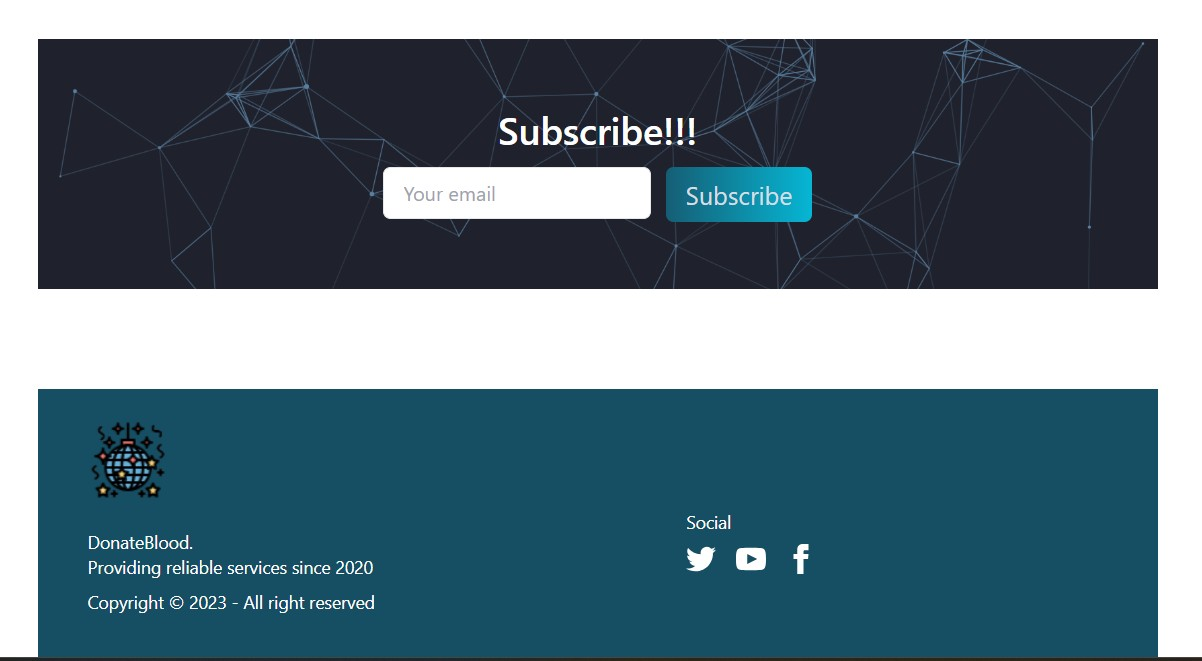 Subscribe!!!
Your email
Subscribe
DonateBlood.
Providing reliable services since 2020
Copyright © 2023 - All right reserved
Social